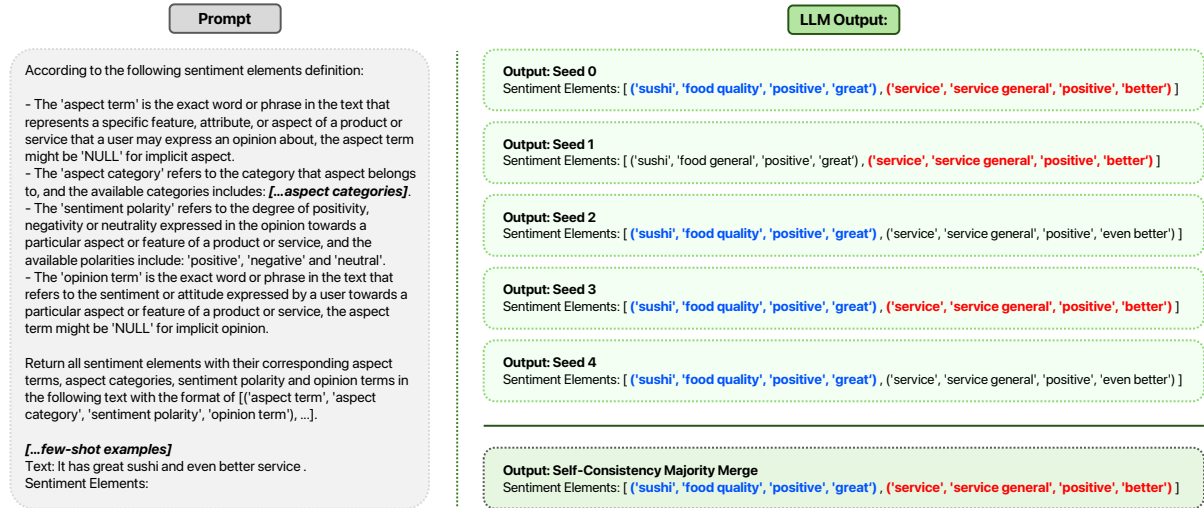 Prompt
According to the following sentiment elements definition:
- The 'aspect term' is the exact word or phrase in the text that
represents a specific feature, attribute, or aspect of a product or
service that a user may express an opinion about, the aspect term
might be 'NULL' for implicit aspect.
- The 'aspect category' refers to the category that aspect belongs
to, and the available categories includes: [...aspect categories].
- The 'sentiment polarity' refers to the degree of positivity,
negativity or neutrality expressed in the opinion towards a
particular aspect or feature of a product or service, and the
available polarities include: 'positive', 'negative' and 'neutral'.
- The 'opinion term' is the exact word or phrase in the text that
refers to the sentiment or attitude expressed by a user towards a
particular aspect or feature of a product or service, the aspect
term might be 'NULL' for implicit opinion.
Return all sentiment elements with their corresponding aspect
terms, aspect categories, sentiment polarity and opinion terms in
the following text with the format of [('aspect term', 'aspect
category', 'sentiment polarity', 'opinion term'), ...].
[...few-shot examples]
Text: It has great sushi and even better service .
Sentiment Elements:
LLM Output:
Output: Seed 0
Sentiment Elements: [ ('sushi', 'food quality', 'positive', 'great') , ('service', 'service general', 'positive', 'better') ]
Output: Seed 1
Sentiment Elements: [ ('sushi', 'food general', 'positive', 'great') , ('service', 'service general', 'positive', 'better') ]
Output: Seed 2
Sentiment Elements: [ ('sushi', 'food quality', 'positive', 'great') , ('service', 'service general', 'positive', 'even better') ]
Output: Seed 3
Sentiment Elements: [ ('sushi', 'food quality', 'positive', 'great') , ('service', 'service general', 'positive', 'better') ]
Output: Seed 4
Sentiment Elements: [ ('sushi', 'food quality', 'positive', 'great') , ('service', 'service general', 'positive', 'even better') ]
Output: Self-Consistency Majority Merge
Sentiment Elements: [ ('sushi', 'food quality', 'positive', 'great') , ('service', 'service general', 'positive', 'better') ]